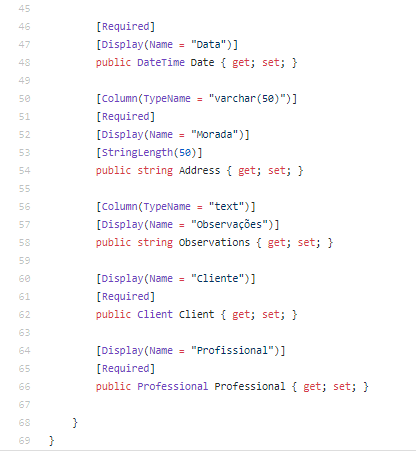 45
46 [Required]
47 [Display(Name = "Data")]
48 public DateTime Date { get; set; }
49
50 [Column(TypeName = "varchar(50)")]
51 [Required]
52 [Display(Name = "Morada")]
53 [StringLength(50)]
54 public string Address { get; set; }
55
56 [Column(TypeName = "text")]
57 [Display(Name = "Observações")]
58 public string Observations { get; set; }
59
60 [Display(Name = "Cliente")]
61 [Required]
62 public Client Client { get; set; }
63
64 [Display(Name = "Profissional")]
65 [Required]
66 public Professional Professional { get; set; }
67
68 }
69 }